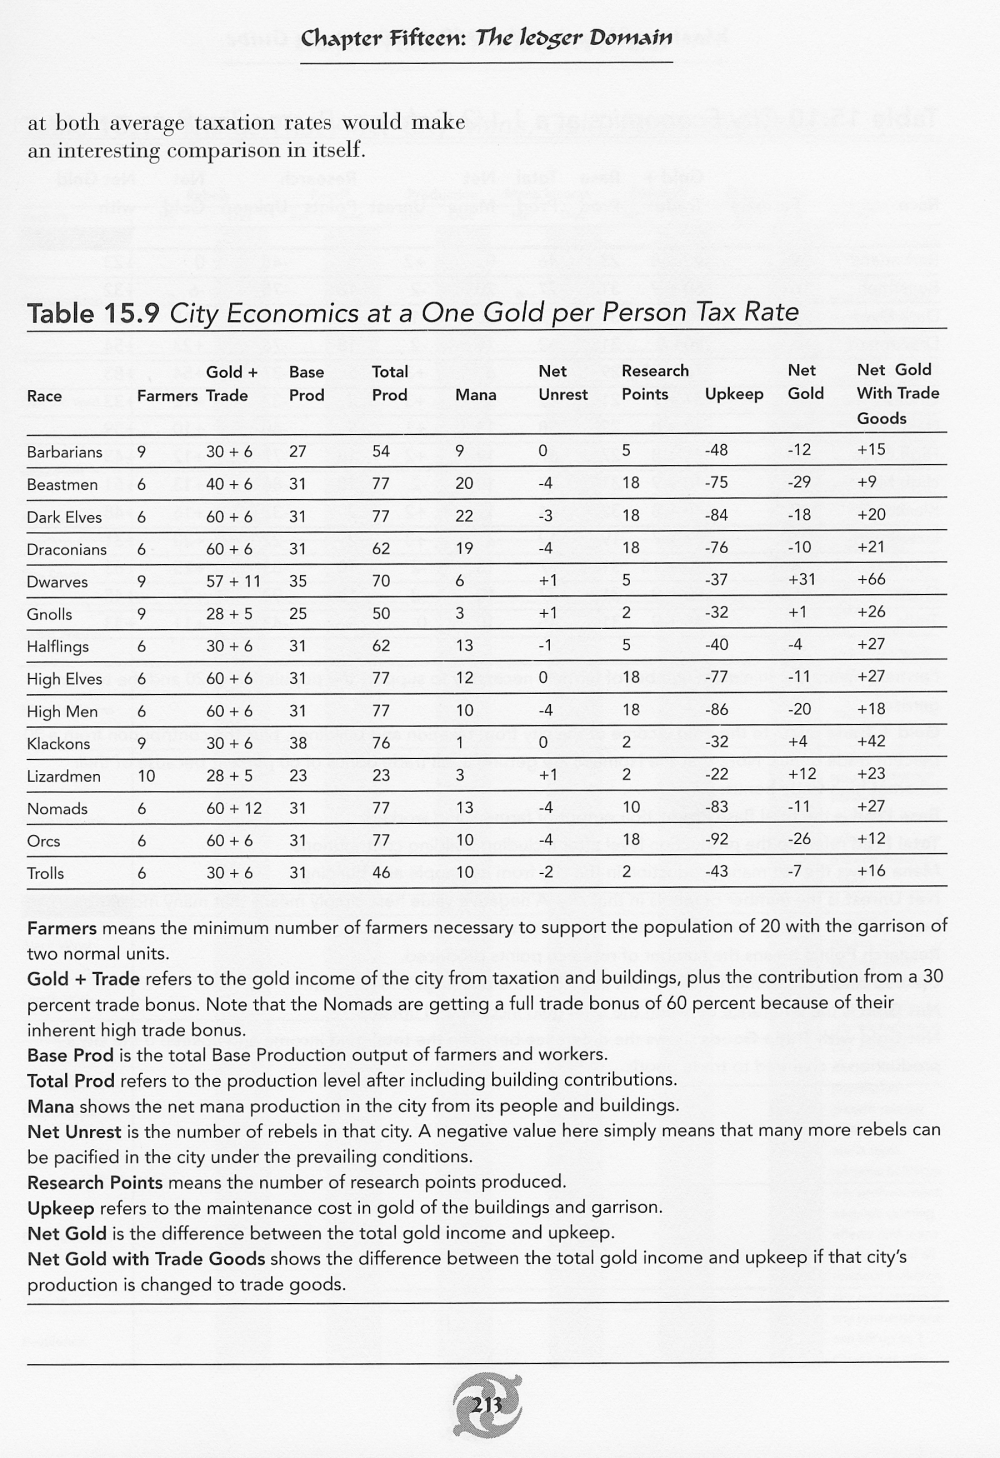 Chapter Fifteen: The ledger Domain
at both average taxation rates would make
an interesting comparison in itself.
Table 15.9 City Economics at a One Gold per Person Tax Rate
Race Farmers Gold + Trade Base Prod Total Prod Mana Net Unrest Research Points Upkeep Net Gold Net Gold With Trade Goods
Barbarians 9 30 + 6 27 54 9 0 5 -48 -12 +15
Beastmen 6 40 + 6 31 77 20 -4 18 -75 -29 +9
Dark Elves 6 60 + 6 31 77 22 -3 18 -84 -18 +20
Draconians 6 60 + 6 31 62 19 -4 18 -76 -10 +21
Dwarves 9 57 + 11 35 70 6 +1 5 -37 +31 +66
Gnolls 9 28 + 5 25 50 3 +1 2 -32 +1 +26
Halflings 6 30 + 6 31 62 13 -1 5 -40 -4 +27
High Elves 6 60 + 6 31 77 12 0 18 -77 -11 +27
High Men 6 60 + 6 31 77 10 -4 18 -86 -20 +18
Klackons 9 30 + 6 38 76 1 0 2 -32 +4 +42
Lizardmen 10 28 + 5 23 23 3 +1 2 -22 +12 +23
Nomads 6 60 + 12 31 77 13 -4 10 -83 -11 +27
Orcs 6 60 + 6 31 77 10 -4 18 -92 -26 +12
Trolls 6 30 + 6 31 46 10 -2 2 -43 -7 +16
Farmers means the minimum number of farmers necessary to support the population of 20 with the garrison of
two normal units.
Gold + Trade refers to the gold income of the city from taxation and buildings, plus the contribution from a 30
percent trade bonus. Note that the Nomads are getting a full trade bonus of 60 percent because of their
inherent high trade bonus.
Base Prod is the total Base Production output of farmers and workers.
Total Prod refers to the production level after including building contributions.
Mana shows the net mana production in the city from its people and buildings.
Net Unrest is the number of rebels in that city. A negative value here simply means that many more rebels can
be pacified in the city under the prevailing conditions.
Research Points means the number of research points produced.
Upkeep refers to the maintenance cost in gold of the buildings and garrison.
Net Gold is the difference between the total gold income and upkeep.
Net Gold with Trade Goods shows the difference between the total gold income and upkeep if that city's
production is changed to trade goods.
213